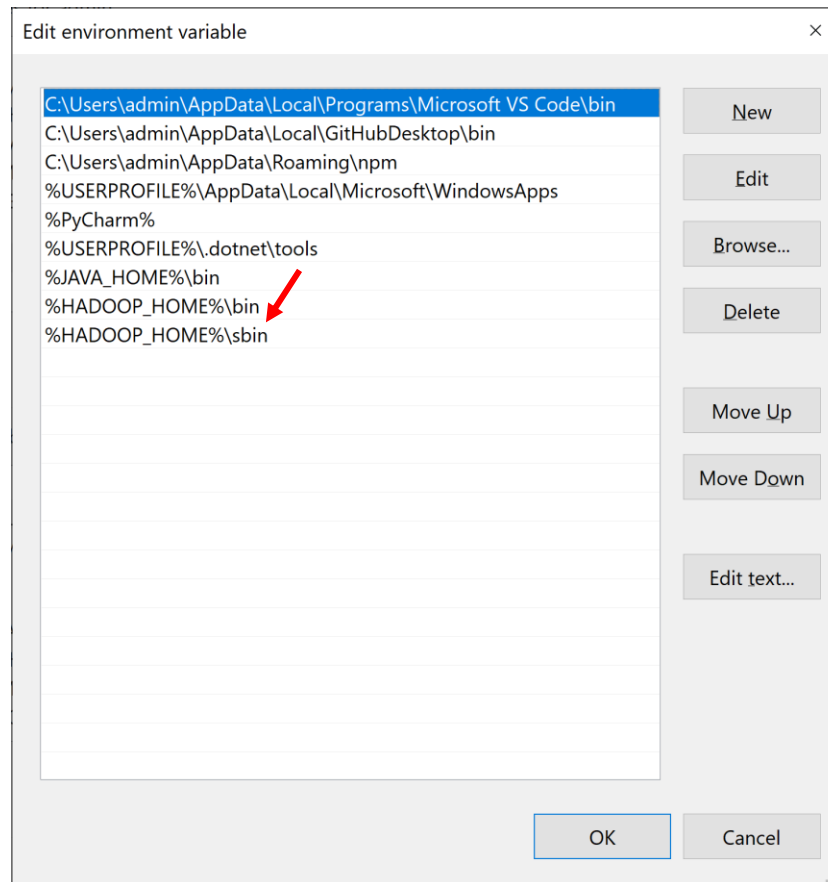 Edit environment variable
C:\Users\admin\AppData\Local\Programs\Microsoft VS Code\bin
C:\Users\admin\AppData\Local\GitHubDesktop\bin
C:\Users\admin\AppData\Roaming\npm
%USERPROFILE%\AppData\Local\Microsoft\WindowsApps
%PyCharm%
%USERPROFILE%\.dotnet\tools
%JAVA_HOME%\bin
%HADOOP_HOME%\bin
%HADOOP_HOME%\sbin
New
Edit
Browse...
Delete
Move Up
Move Down
Edit text...
OK
Cancel